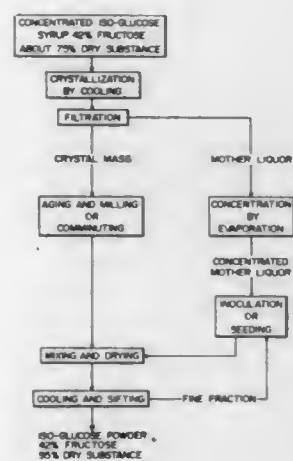 CONCENTRATED ISO-GLUCOSE
SYRUP 42% FRUCTOSE
ABOUT 75% DRY SUBSTANCE
CRYSTALLIZATION
BY COOLING
FILTRATION
CRYSTAL MASS
MOTHER LIQUOR
AGING AND MILLING
OR
COMMINUTING
CONCENTRATION
BY
EVAPORATION
CONCENTRATED
MOTHER LIQUOR
INOCULATION
OR
SEEDING
MIXING AND DRYING
COOLING AND SIFTING
FINE FRACTION
ISO-GLUCOSE POWDER
42% FRUCTOSE
95% DRY SUBSTANCE